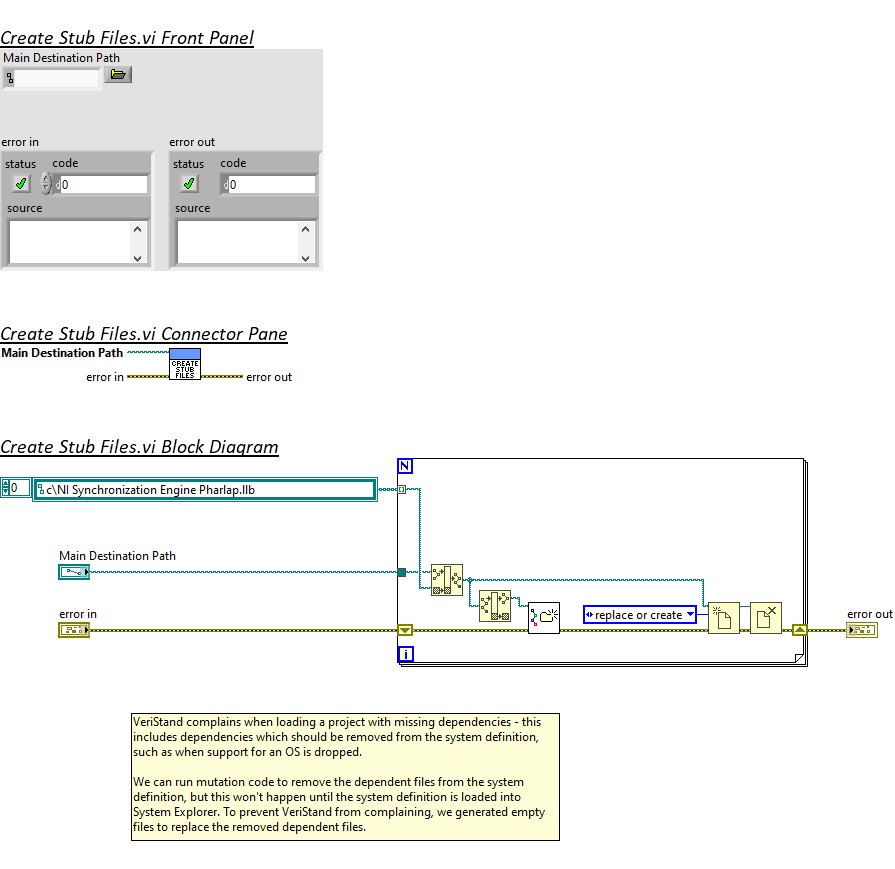 Create Stub Files.vi Front Panel
Main Destination Path
error in
error out
status code
status code
0
0
source
source
Create Stub Files.vi Connector Pane
Main Destination Path
CREATE
STUB
FILES
error in
error out
Create Stub Files.vi Block Diagram
N
0
c\NI Synchronization Engine Pharlap.llb
Main Destination Path
error in
replace or create
error out
i
VeriStand complains when loading a project with missing dependencies - this
includes dependencies which should be removed from the system definition,
such as when support for an OS is dropped.
We can run mutation code to remove the dependent files from the system
definition, but this won't happen until the system definition is loaded into
System Explorer. To prevent VeriStand from complaining, we generated empty
files to replace the removed dependent files.